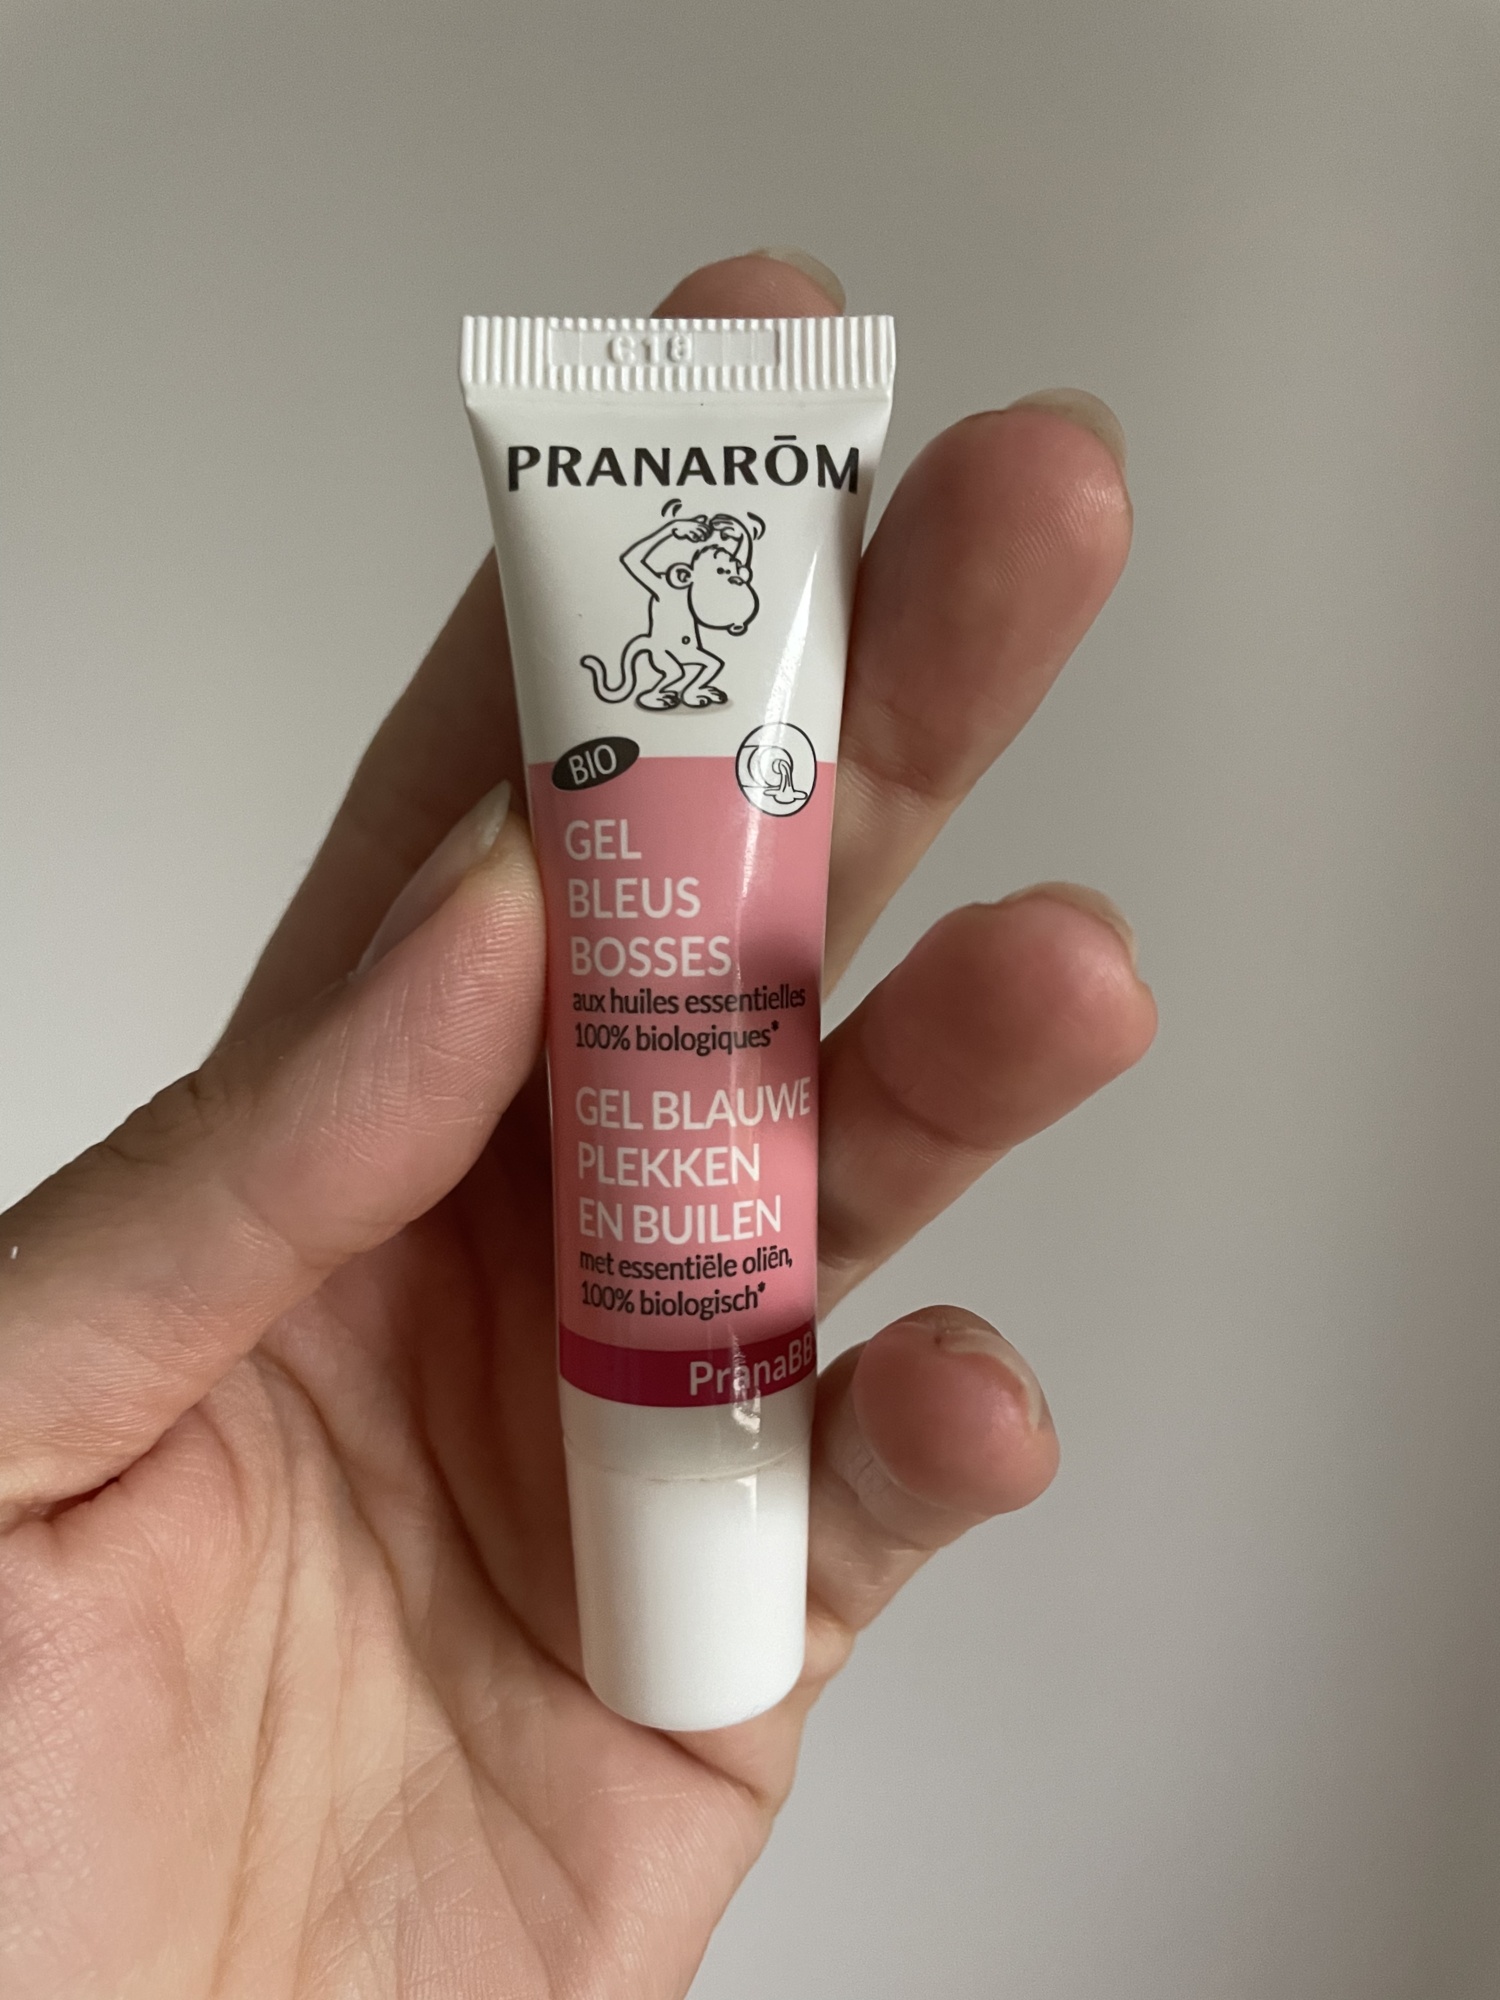 PRANARŌM
BIO
GEL
BLEUS
BOSSES
aux huiles essentielles
100% biologiques*
GEL BLAUWE
PLEKKEN
EN BUILEN
met essentiële oliën,
100% biologisch*
PranaBB